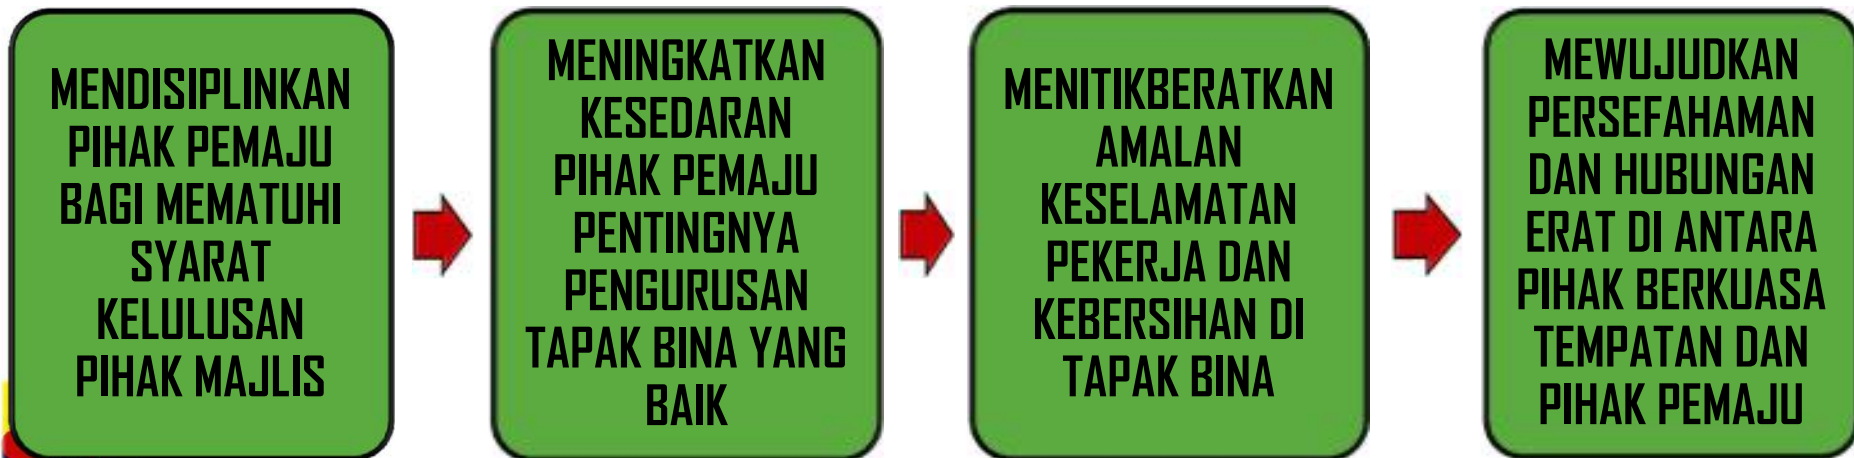 MENDISIPLINKAN
PIHAK PEMAJU
BAGI MEMATUHI
SYARAT
KELULUSAN
PIHAK MAJLIS
MENINGKATKAN
KESEDARAN
PIHAK PEMAJU
PENTINGNYA
PENGURUSAN
TAPAK BINA YANG
BAIK
MENITIKBERATKAN
AMALAN
KESELAMATAN
PEKERJA DAN
KEBERSIHAN DI
TAPAK BINA
MEWUJUDKAN
PERSEFAHAMAN
DAN HUBUNGAN
ERAT DI ANTARA
PIHAK BERKUASA
TEMPATAN DAN
PIHAK PEMAJU